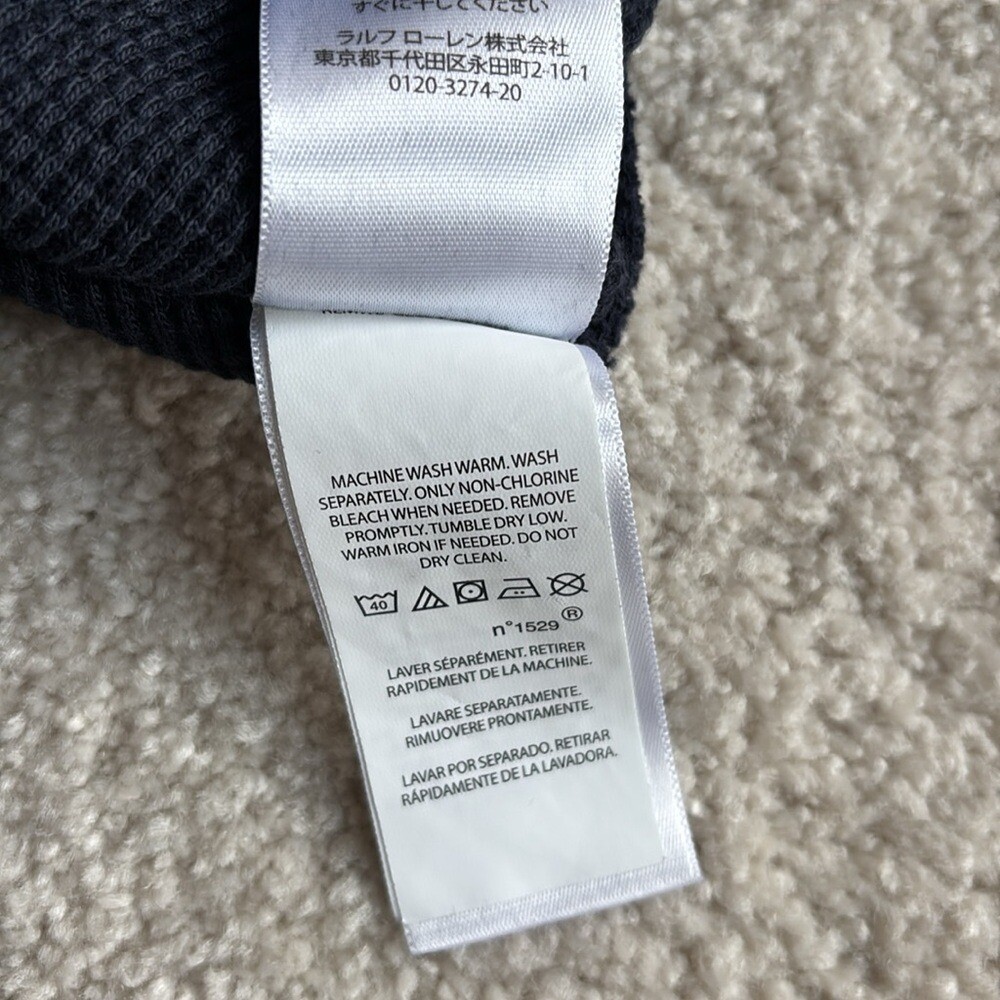 すぐに干してください
ラルフ ローレン株式会社
東京都千代田区永田町2-10-1
0120-3274-20
MACHINE WASH WARM. WASH
SEPARATELY. ONLY NON-CHLORINE
BLEACH WHEN NEEDED. REMOVE
PROMPTLY. TUMBLE DRY LOW.
WARM IRON IF NEEDED. DO NOT
DRY CLEAN.
40
n°1529®
LAVER SÉPARÉMENT. RETIRER
RAPIDEMENT DE LA MACHINE.
LAVARE SEPARATAMENTE.
RIMUOVERE PRONTAMENTE.
LAVAR POR SEPARADO. RETIRAR
RÁPIDAMENTE DE LA LAVADORA.